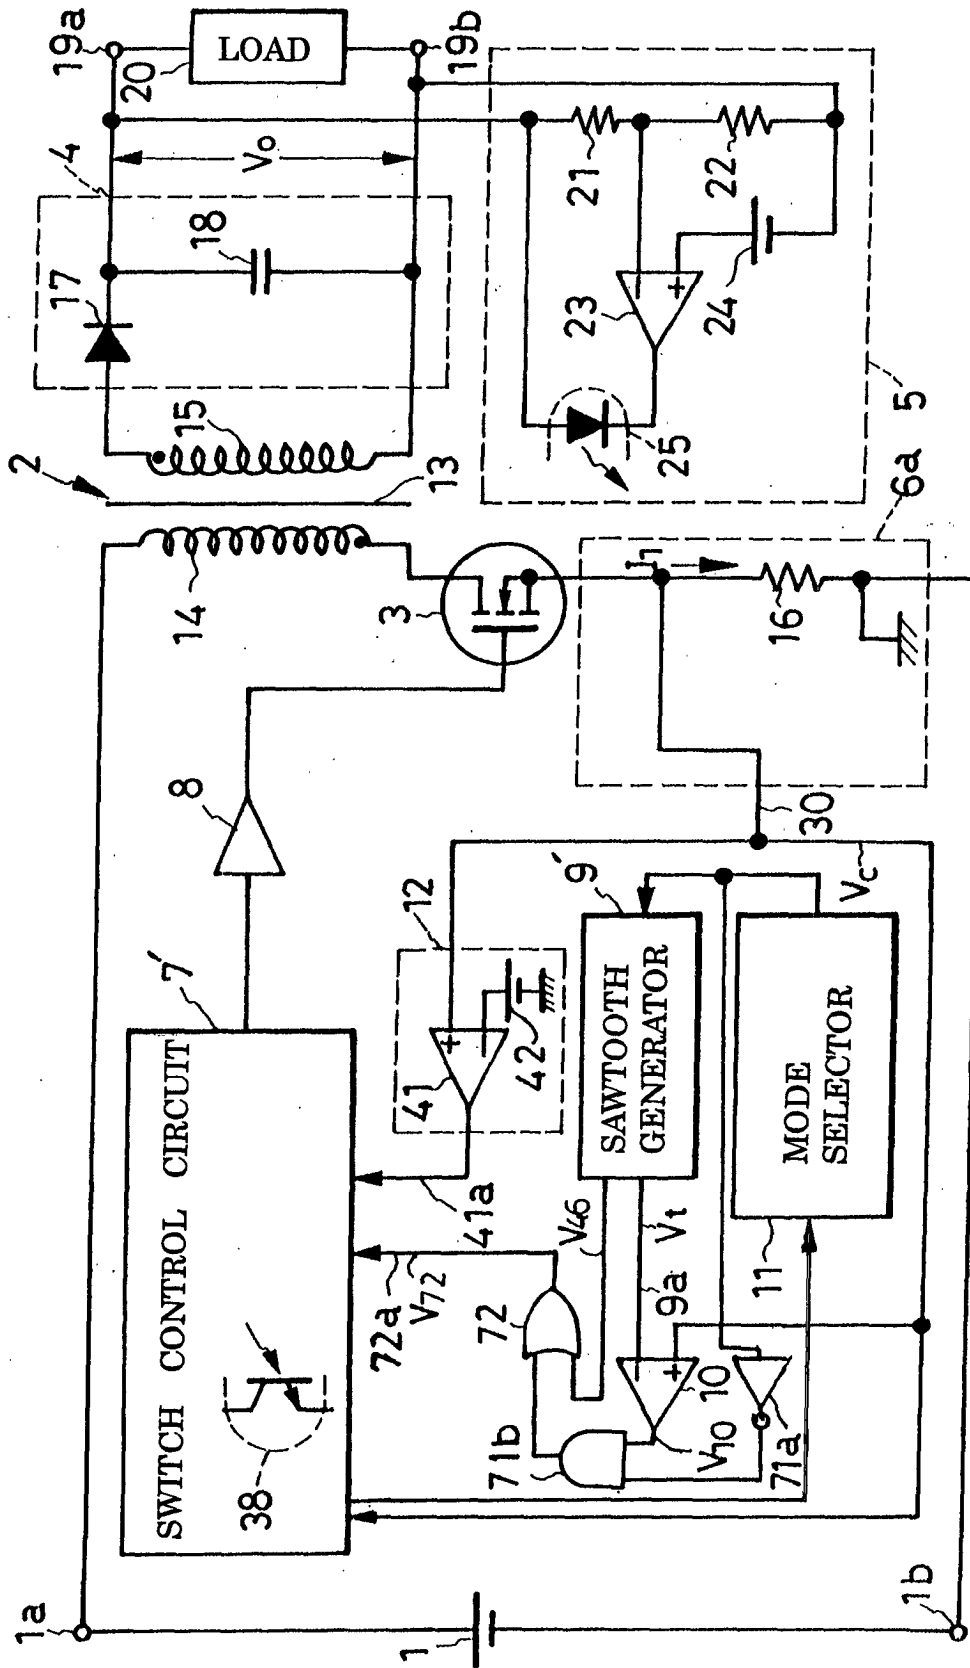 1a
1
1b
SWITCH CONTROL CIRCUIT
7'
38
8
2
14
15
13
3
17
18
4
Vo
19a
20
LOAD
19b
72a
V72
41a
41
42
12
72
71b
V46
Vt
9a
10
V10
71a
SAWTOOTH
GENERATOR
9'
11
MODE
SELECTOR
Vc
30
I1
16
6a
21
22
23
24
25
5